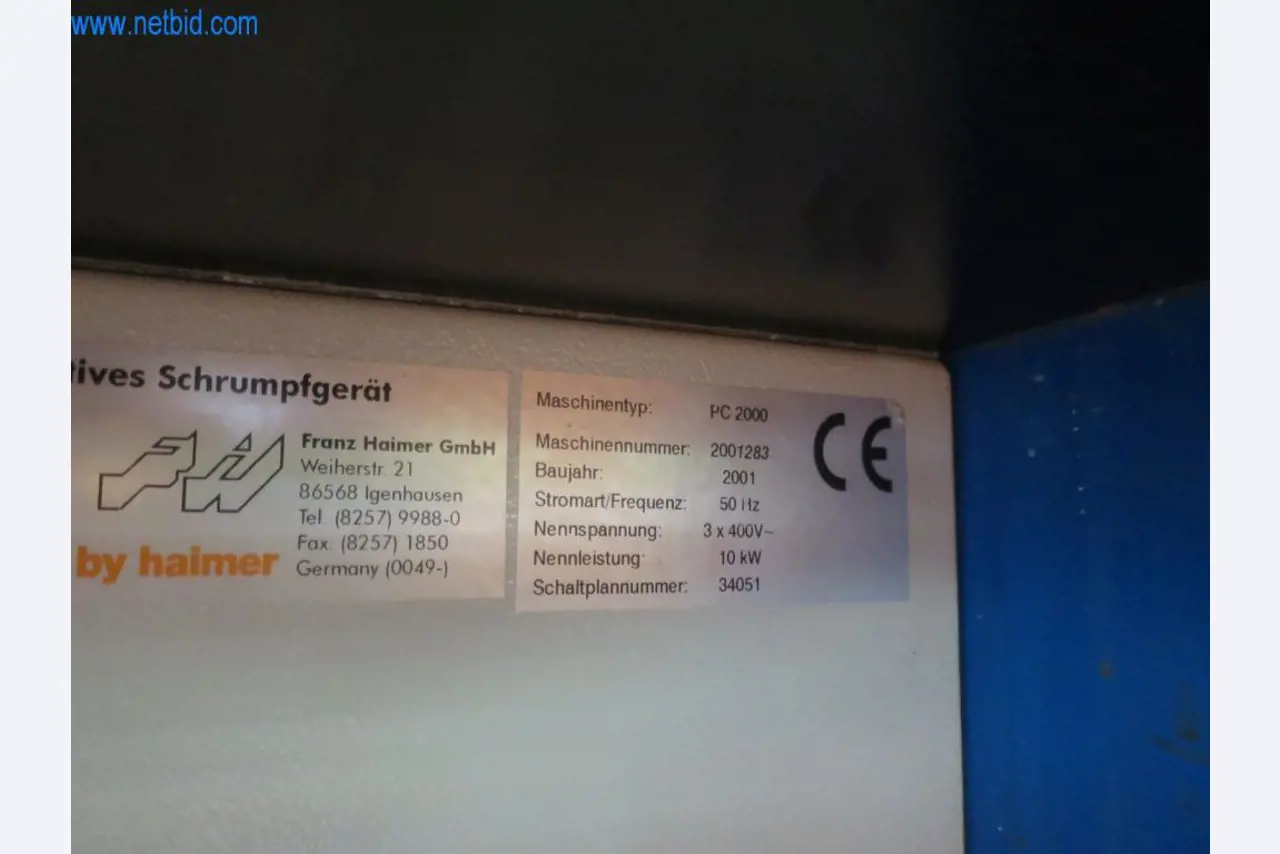 www.netbid.com
tives Schrumpfgerät
Franz Haimer GmbH
Weiherstr. 21
86568 Igenhausen
Tel. (8257) 9988-0
Fax. (8257) 1850
Germany (0049-)
by haimer
Maschinentyp: PC 2000
Maschinennummer: 2001283
Baujahr: 2001
Stromart/Frequenz: 50 Hz
Nennspannung: 3 x 400V~
Nennleistung: 10 kW
Schaltplannummer: 34051
CE